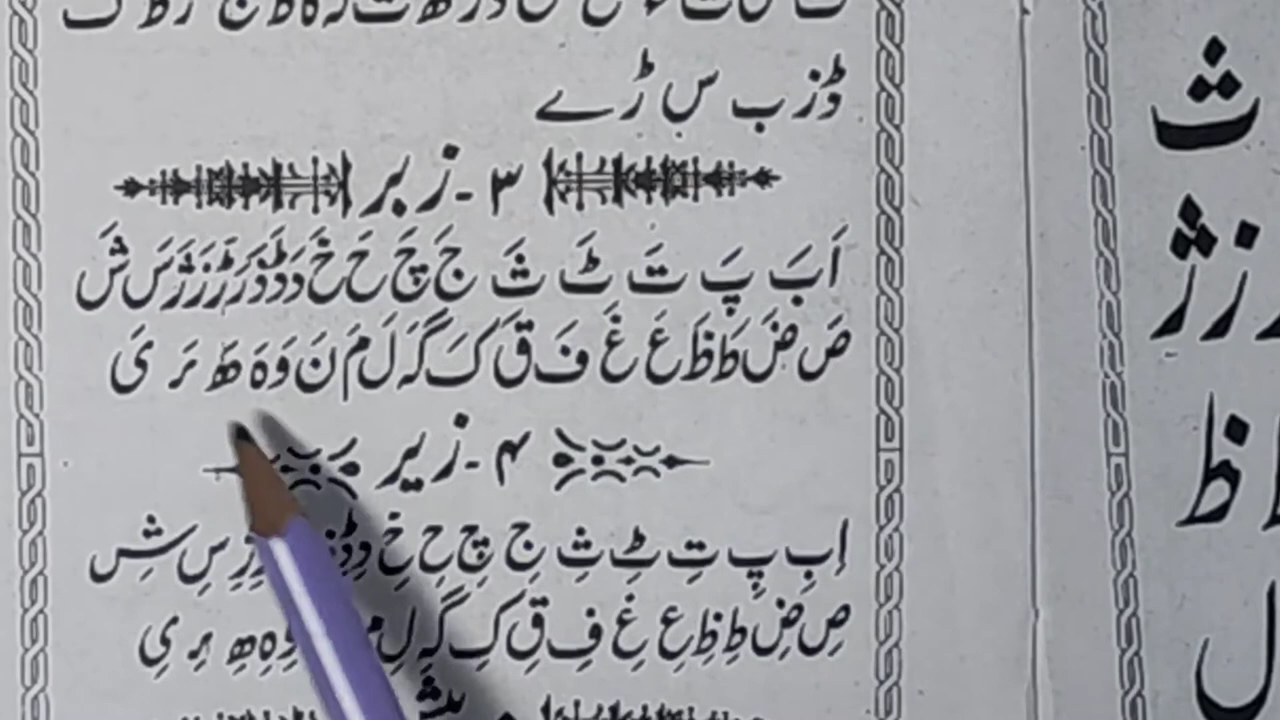 ڈ ز ب س ڑ ے
۳ ۔ زبر
اَ بَ پَ تَ ٹَ ثَ جَ چَ حَ خَ دَ ڈَ ذَ رَ ڑَ زَ ژَ سَ شَ
صَ ضَ طَ ظَ عَ غَ فَ قَ کَ گَ لَ مَ نَ وَ ہَ ھَ ءَ یَ
۴ ۔ زیر
اِ بِ پِ تِ ٹِ ثِ جِ چِ حِ خِ دِ ڈِ زِ سِ شِ
صِ ضِ طِ ظِ عِ غِ فِ قِ کِ گِ لِ وِ ہِ ھِ ءِ یِ
ث
ر ز ژ
ظ
ل